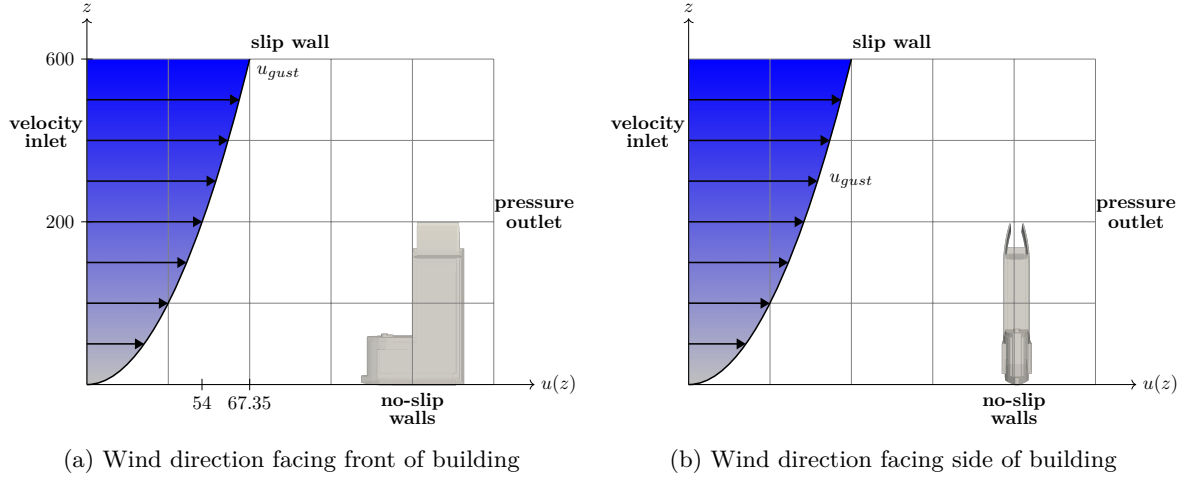 z
slip wall
600
u_gust
velocity
inlet
pressure
outlet
200
u(z)
54
67.35
no-slip
walls
(a) Wind direction facing front of building
z
slip wall
velocity
inlet
u_gust
pressure
outlet
u(z)
no-slip
walls
(b) Wind direction facing side of building